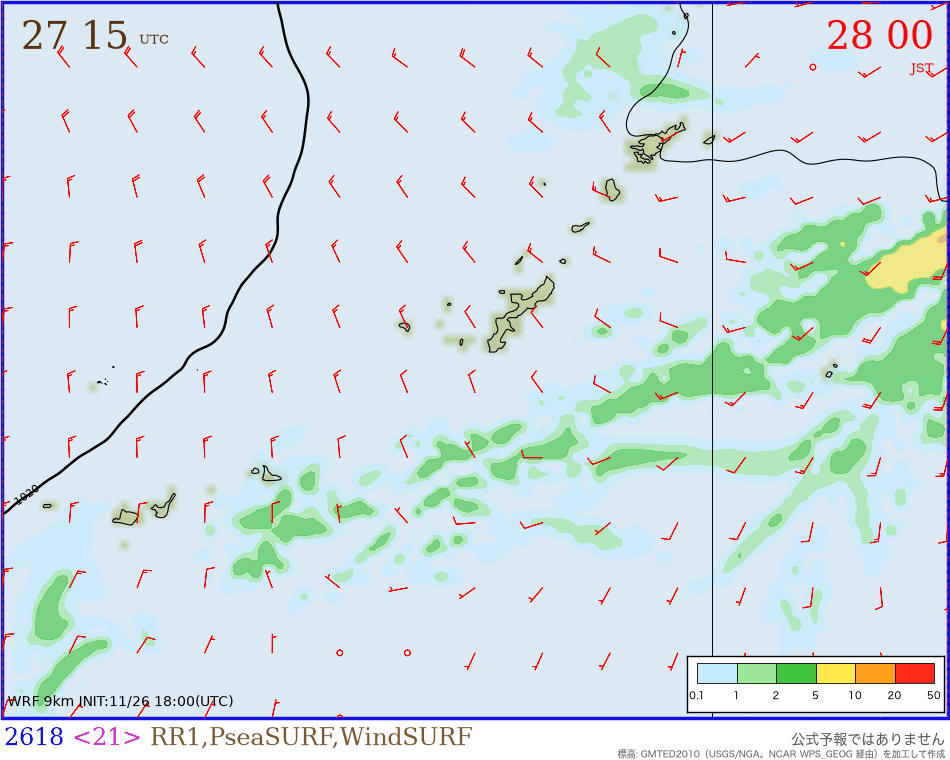 27 15 UTC
28 00
JST
1020
0.1 1 2 5 10 20 50
WRF 9km INIT:11/26 18:00(UTC)
2618 <21> RR1,PseaSURF,WindSURF
公式予報ではありません
標高: GMTED2010（USGS/NGA。NCAR WPS_GEOG 経由）を加工して作成